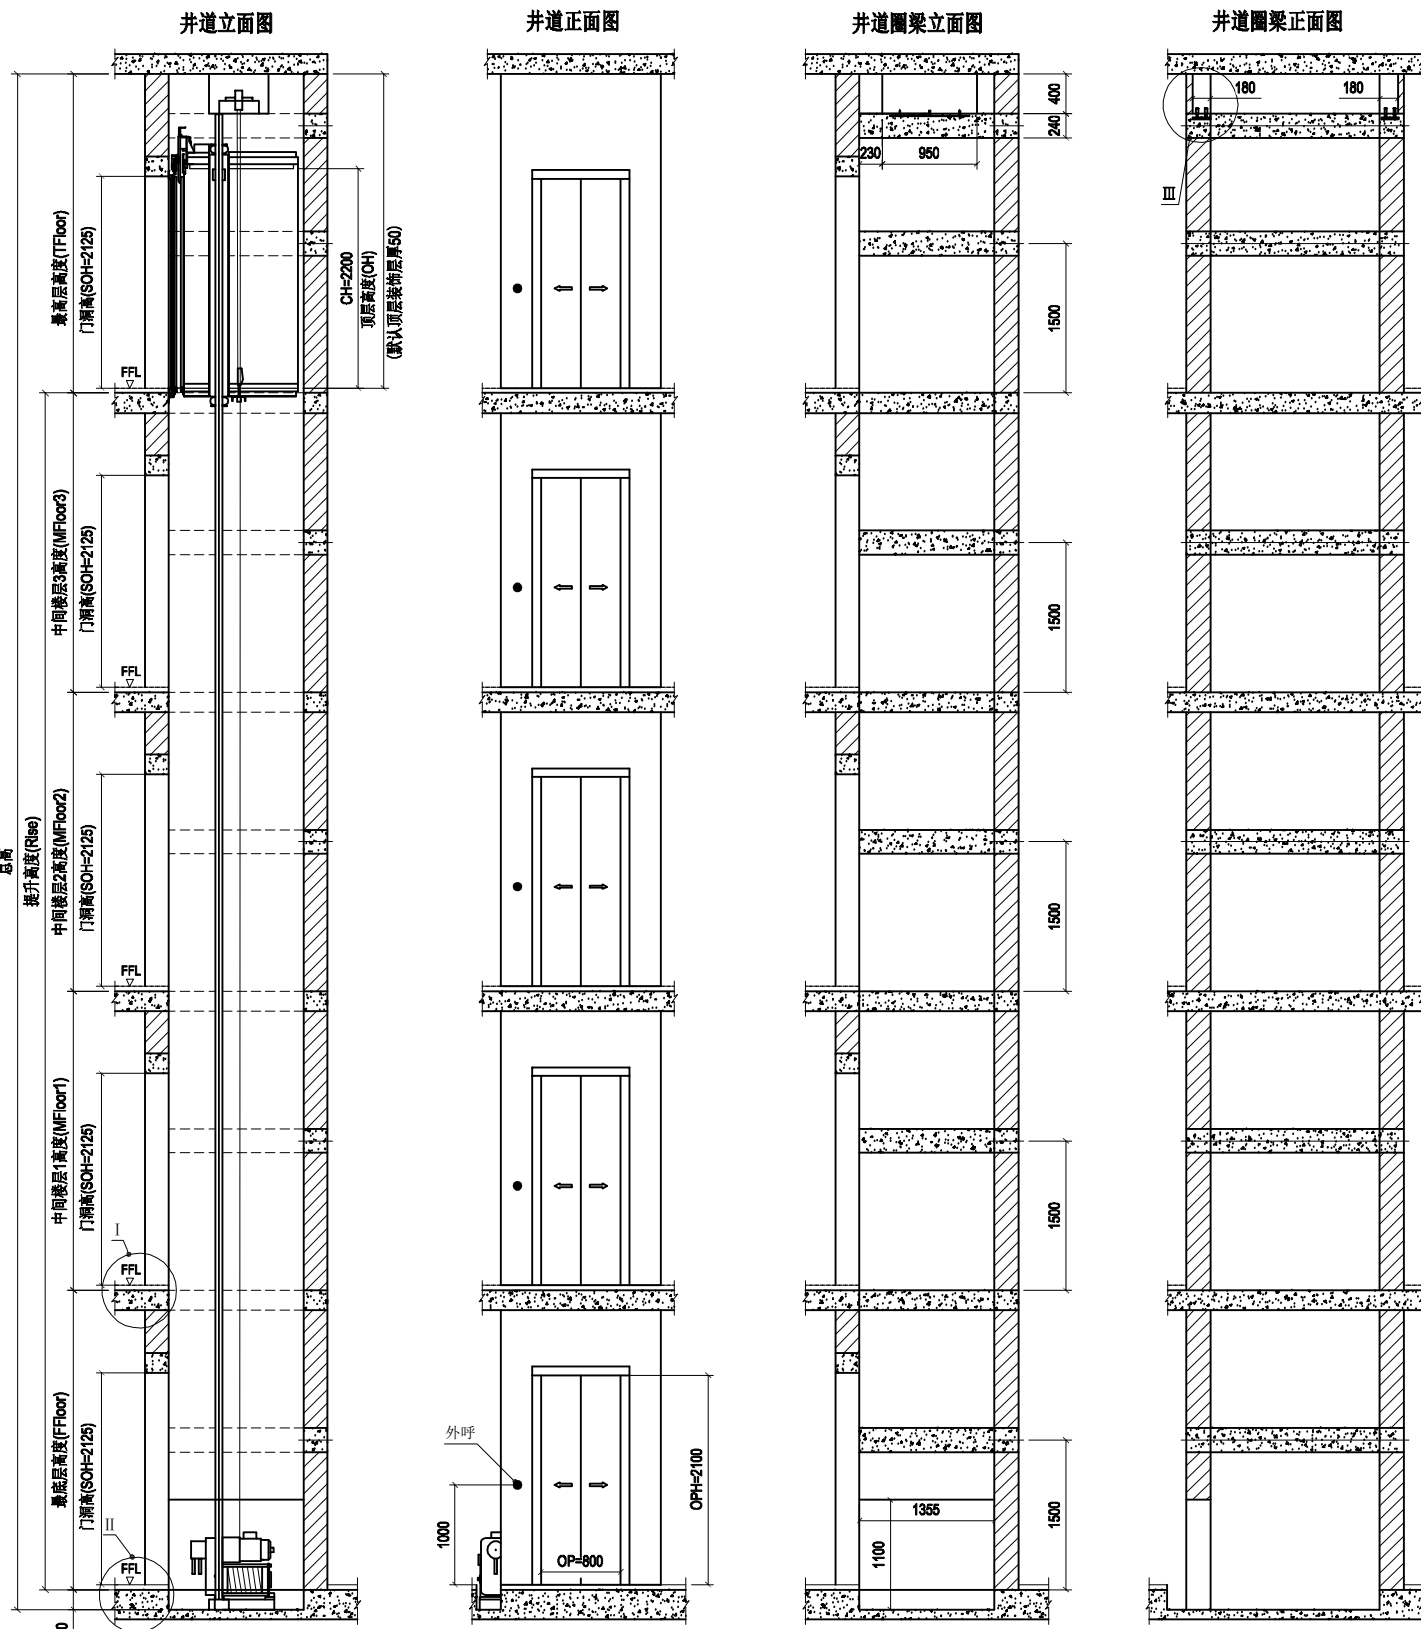 井道立面图
井道正面图
井道圈梁立面图
井道圈梁正面图
总高
提升高度(Rise)
最高层高度(TFloor)
门洞高(SOH=2125)
FFL
CH=2200
顶层高度(OH)
(默认顶层装饰层厚50)
中间楼层3高度(MFloor3)
门洞高(SOH=2125)
FFL
中间楼层2高度(MFloor2)
门洞高(SOH=2125)
FFL
中间楼层1高度(MFloor1)
门洞高(SOH=2125)
I
FFL
最底层高度(FFloor)
门洞高(SOH=2125)
II
FFL
外呼
1000
OP=800
OPH=2100
400
240
230
950
1500
1500
1500
1500
1500
1355
1100
180
180
III